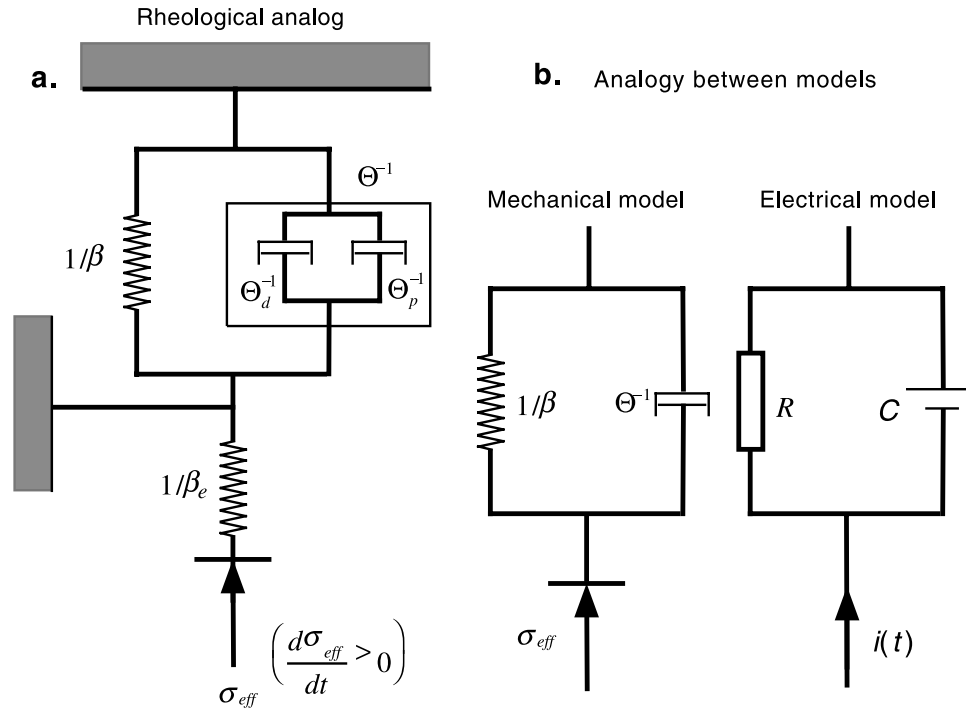 Rheological analog
a.
Θ⁻¹
1/β
Θ_d⁻¹ Θ_p⁻¹
1/β_e
σ_eff (dσ_eff/dt > 0)
b. Analogy between models
Mechanical model Electrical model
1/β Θ⁻¹ R C
σ_eff i(t)